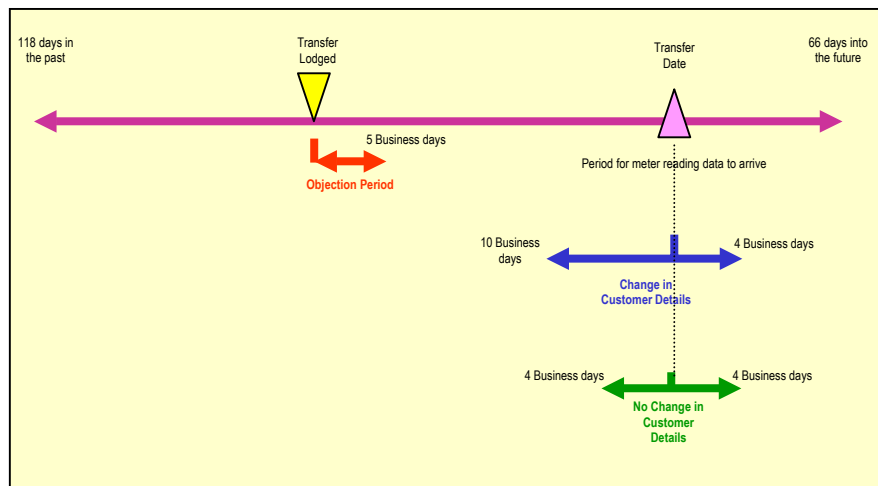 118 days in
the past
Transfer
Lodged
Transfer
Date
66 days into
the future
5 Business days
Objection Period
Period for meter reading data to arrive
10 Business
days
4 Business days
Change in
Customer Details
4 Business days
4 Business days
No Change in
Customer
Details